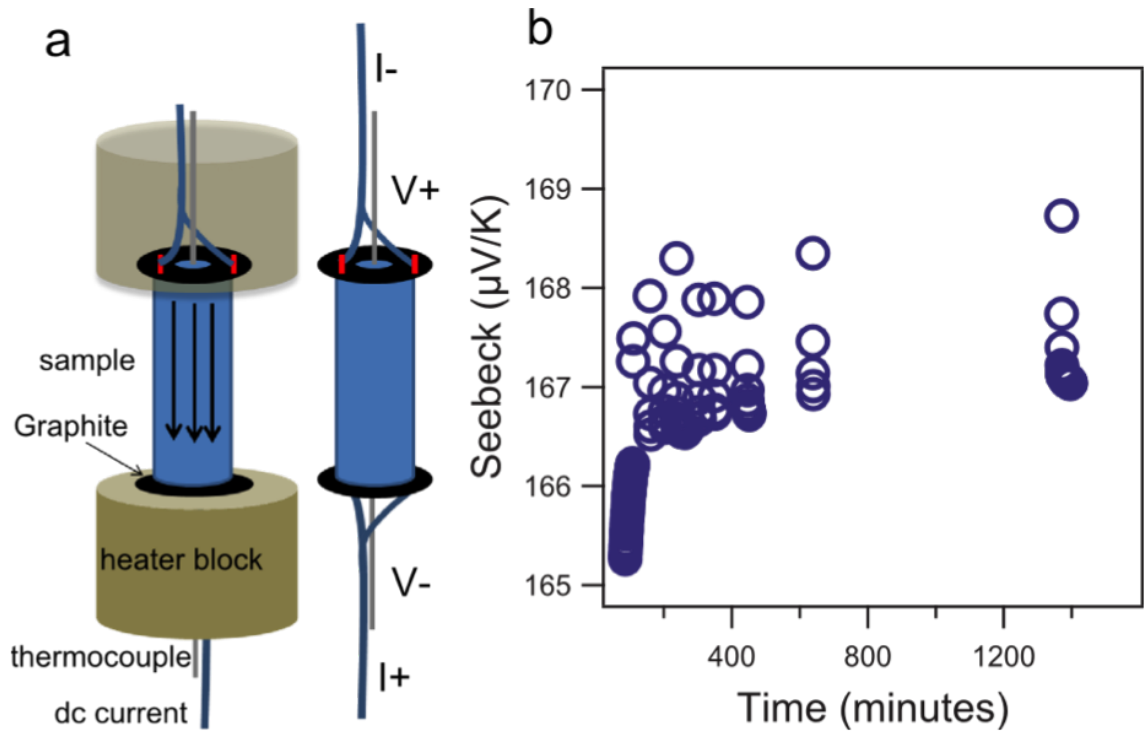 a
I-
V+
sample
Graphite
heater block
V-
thermocouple
I+
dc current
b
170
169
168
167
166
165
Seebeck (μV/K)
400
800
1200
Time (minutes)